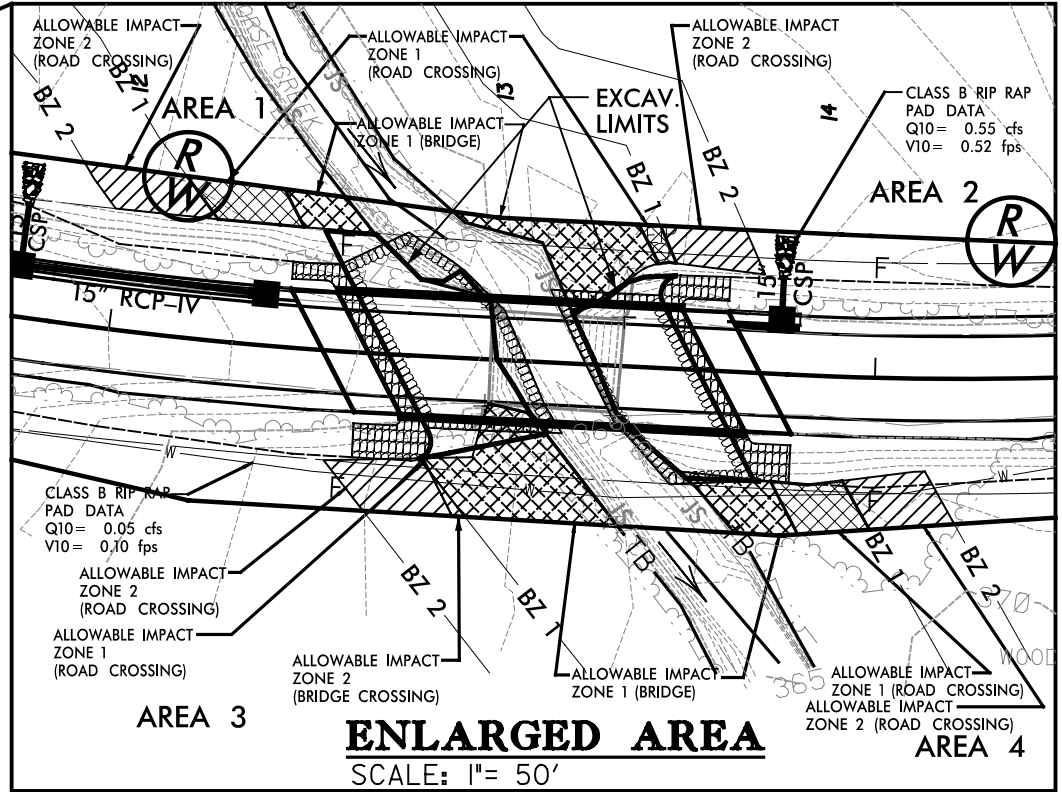 ALLOWABLE IMPACT
ZONE 2
(ROAD CROSSING)
ALLOWABLE IMPACT
ZONE 1
(ROAD CROSSING)
ALLOWABLE IMPACT
ZONE 2
(ROAD CROSSING)
BZ 2
BZ 1
12
AREA 1
R
W
ALLOWABLE IMPACT
ZONE 1 (BRIDGE)
JS
13
EXCAV.
LIMITS
BZ 1
BZ 2
14
CLASS B RIP RAP
PAD DATA
Q10= 0.55 cfs
V10= 0.52 fps
AREA 2
R
W
CSP
15" RCP-IV
F
JS
15"
CSP
F
W
F
W
W
F
CLASS B RIP RAP
PAD DATA
Q10= 0.05 cfs
V10= 0.10 fps
JS
TB
JS
TB
BZ 2
BZ 1
BZ 1
BZ 2
ALLOWABLE IMPACT
ZONE 2
(ROAD CROSSING)
ALLOWABLE IMPACT
ZONE 1
(ROAD CROSSING)
ALLOWABLE IMPACT
ZONE 2
(BRIDGE CROSSING)
ALLOWABLE IMPACT
ZONE 1 (BRIDGE)
370
WOOD
365
ALLOWABLE IMPACT
ZONE 1 (ROAD CROSSING)
ALLOWABLE IMPACT
ZONE 2 (ROAD CROSSING)
AREA 3
AREA 4
ENLARGED AREA
SCALE: 1"= 50'